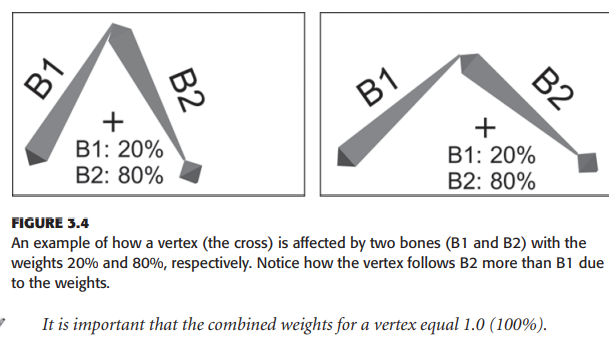 B1
B2
B1: 20%
B2: 80%
B1
B2
B1: 20%
B2: 80%
FIGURE 3.4
An example of how a vertex (the cross) is affected by two bones (B1 and B2) with the
weights 20% and 80%, respectively. Notice how the vertex follows B2 more than B1 due
to the weights.
It is important that the combined weights for a vertex equal 1.0 (100%).